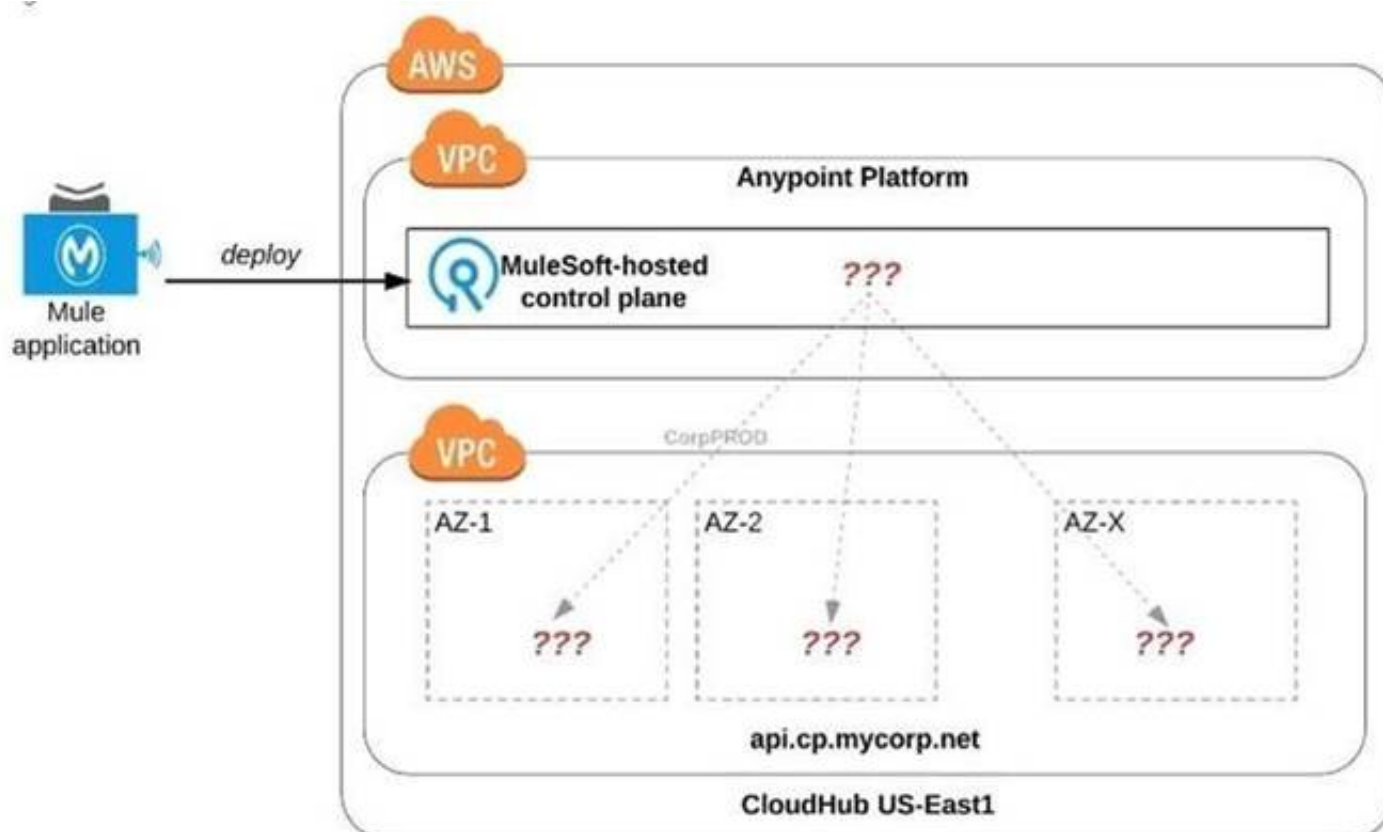 AWS
VPC
Anypoint Platform
deploy
MuleSoft-hosted
control plane
???
M
Mule
application
VPC
CorpPROD
AZ-1
AZ-2
AZ-X
???
???
???
api.cp.mycorp.net
CloudHub US-East1